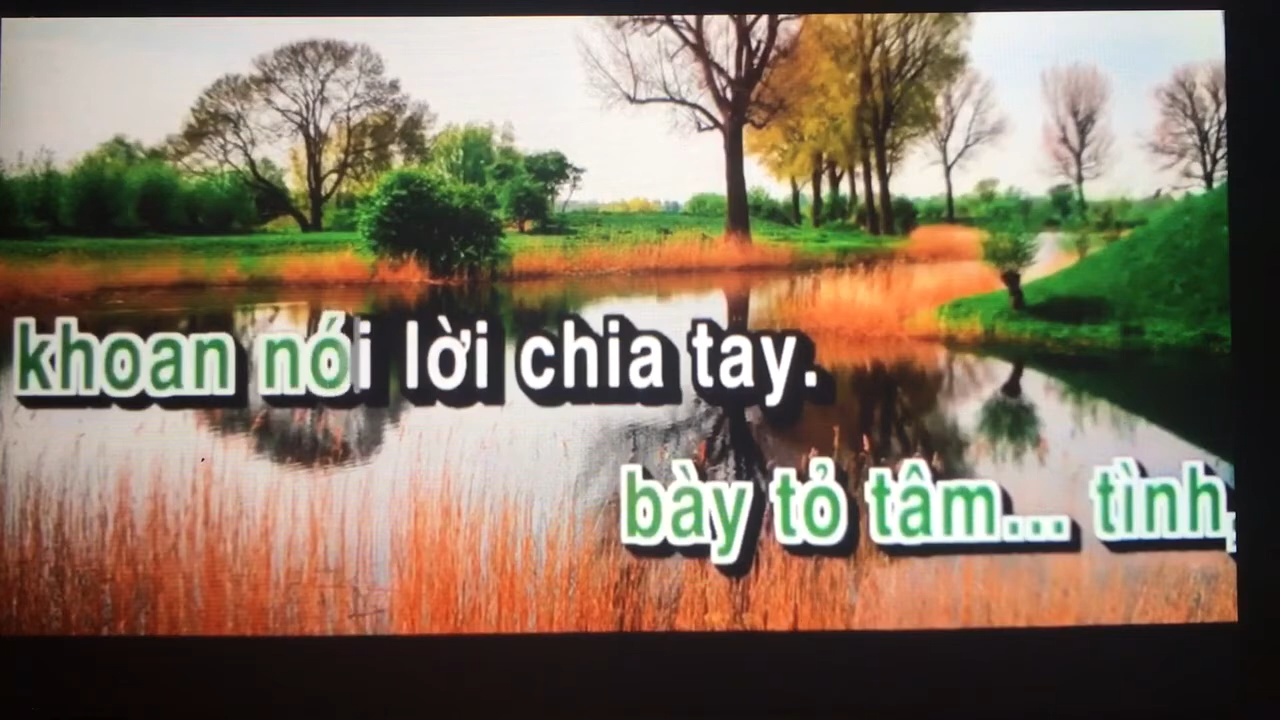 khoan nói lời chia tay.
bày tỏ tâm... tình,